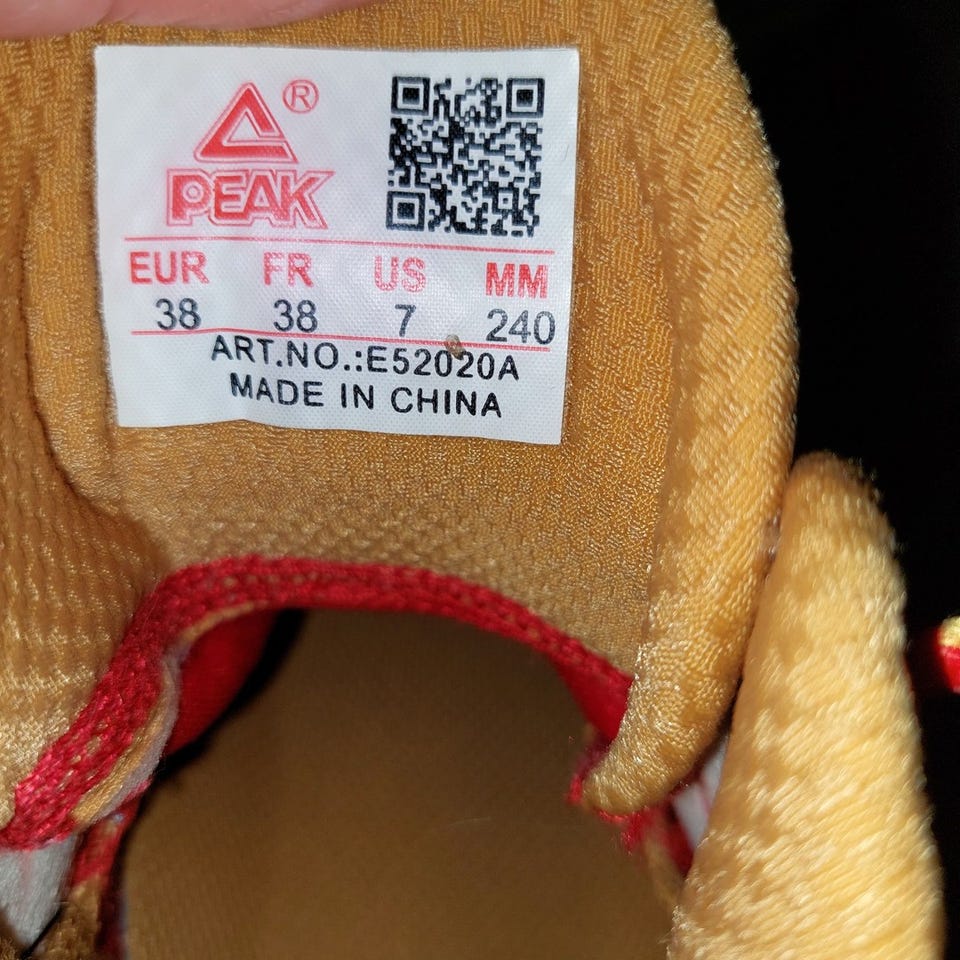 ®
PEAK
EUR FR US MM
38 38 7 240
ART.NO.:E52020A
MADE IN CHINA